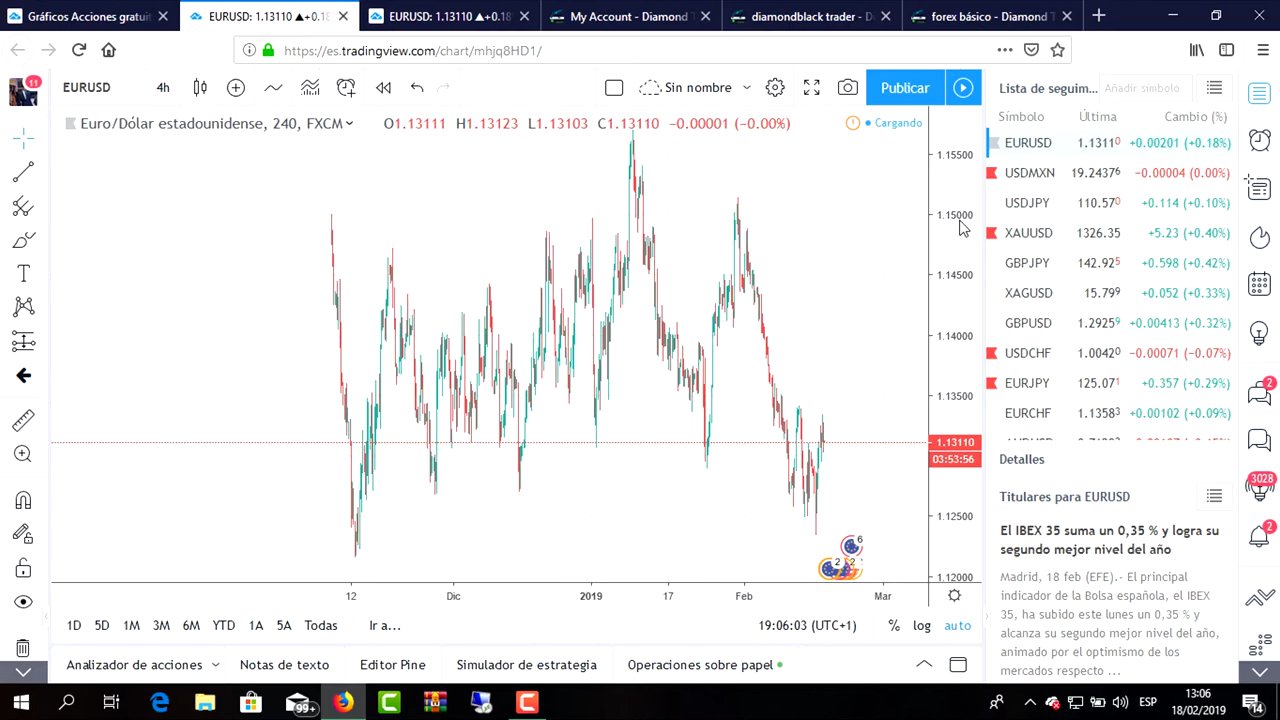 Gráficos Acciones gratuit
EURUSD: 1.13110 ▲+0.18
EURUSD: 1.13110 ▲+0.18
My Account - Diamond T
diamondblack trader - D
forex básico - Diamond T
https://es.tradingview.com/chart/mhjq8HD1/
11
EURUSD
4h
Sin nombre
Publicar
Euro/Dólar estadounidense, 240, FXCM
O1.13111 H1.13123 L1.13103 C1.13110 −0.00001 (−0.00%)
Cargando
1.15500
1.15000
1.14500
1.14000
1.13500
1.13110
03:53:56
1.12500
1.12000
6
2
2
12
Dic
2019
17
Feb
Mar
1D 5D 1M 3M 6M YTD 1A 5A Todas Ir a...
19:06:03 (UTC+1)
% log auto
Analizador de acciones
Notas de texto
Editor Pine
Simulador de estrategia
Operaciones sobre papel
Lista de seguim...
Añadir símbolo
Símbolo Última Cambio (%)
EURUSD 1.13110 +0.00201 (+0.18%)
USDMXN 19.24376 −0.00004 (0.00%)
USDJPY 110.570 +0.114 (+0.10%)
XAUUSD 1326.35 +5.23 (+0.40%)
GBPJPY 142.925 +0.598 (+0.42%)
XAGUSD 15.799 +0.052 (+0.33%)
GBPUSD 1.29259 +0.00413 (+0.32%)
USDCHF 1.00420 −0.00071 (−0.07%)
EURJPY 125.071 +0.357 (+0.29%)
EURCHF 1.13583 +0.00102 (+0.09%)
Detalles
Titulares para EURUSD
El IBEX 35 suma un 0,35 % y logra su
segundo mejor nivel del año
Madrid, 18 feb (EFE).- El principal
indicador de la Bolsa española, el IBEX
35, ha subido este lunes un 0,35 % y
alcanza su segundo mejor nivel del año,
animado por el optimismo de los
mercados respecto ...
2
3028
2
99+
ESP
13:06
18/02/2019
14